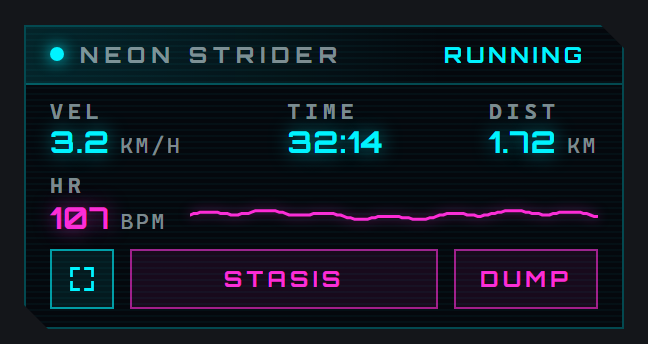 NEON STRIDER RUNNING
VEL TIME DIST
3.2 KM/H 32:14 1.72 KM
HR
107 BPM
STASIS DUMP